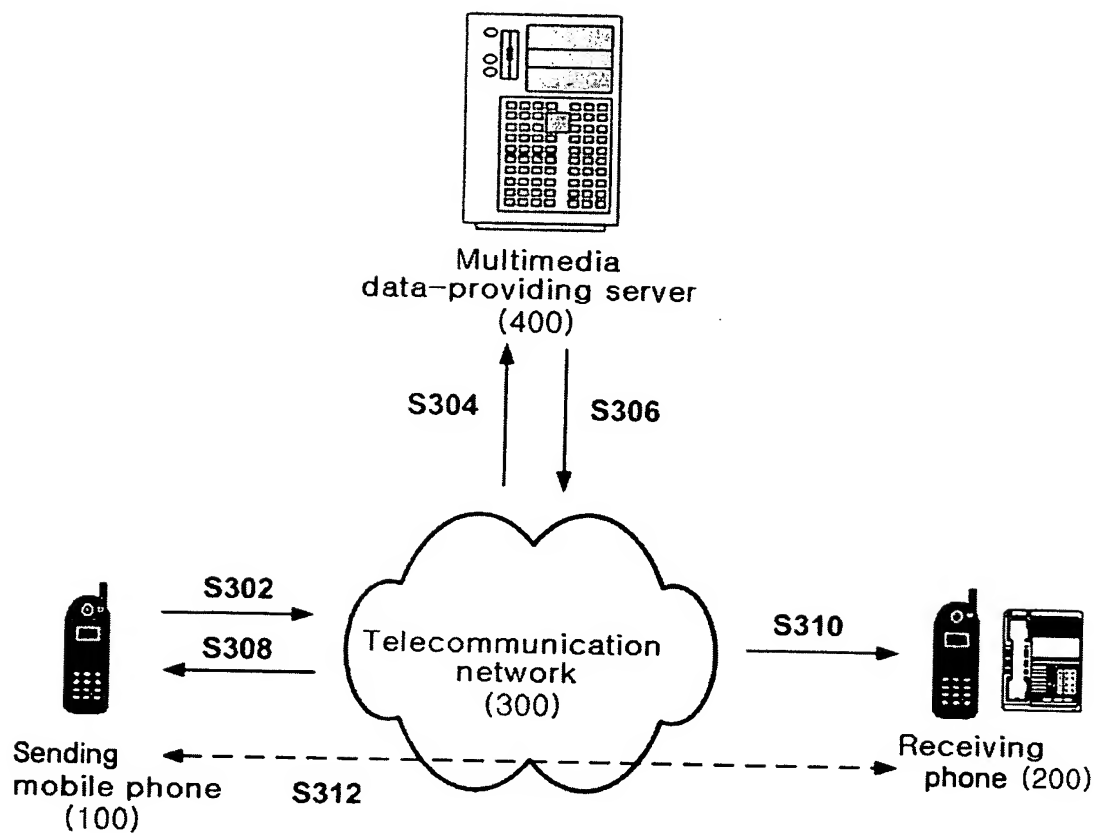 Multimedia
data-providing server
(400)
S304
S306
S302
S308
Telecommunication
network
(300)
S310
Sending
mobile phone
(100)
S312
Receiving
phone (200)